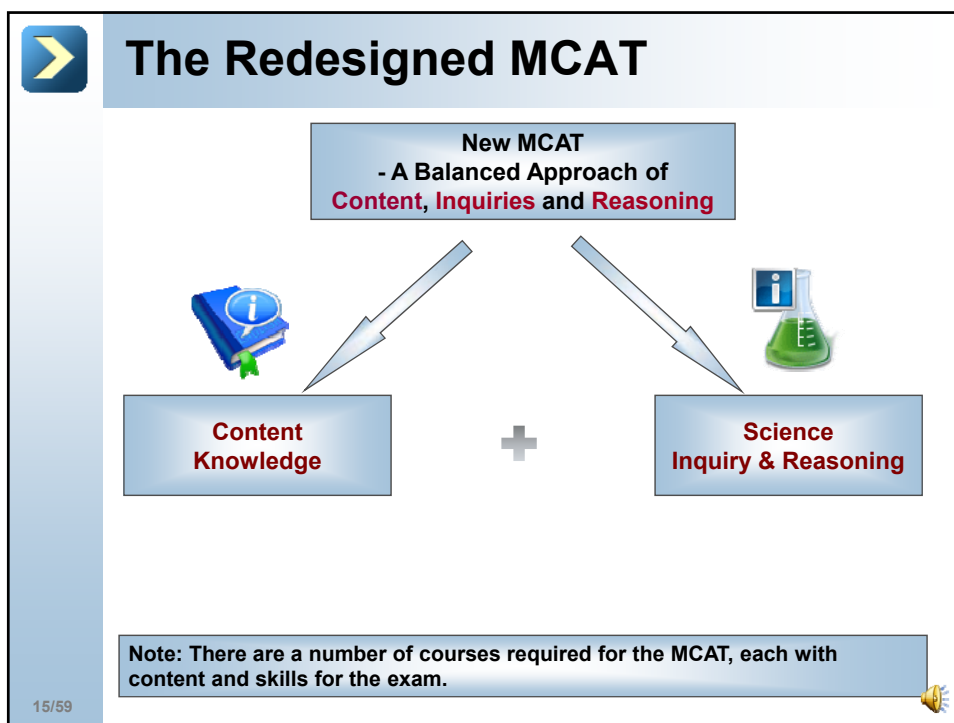 The Redesigned MCAT
New MCAT
- A Balanced Approach of
Content, Inquiries and Reasoning
i
i
Content
Knowledge
Science
Inquiry & Reasoning
Note: There are a number of courses required for the MCAT, each with
content and skills for the exam.
15/59